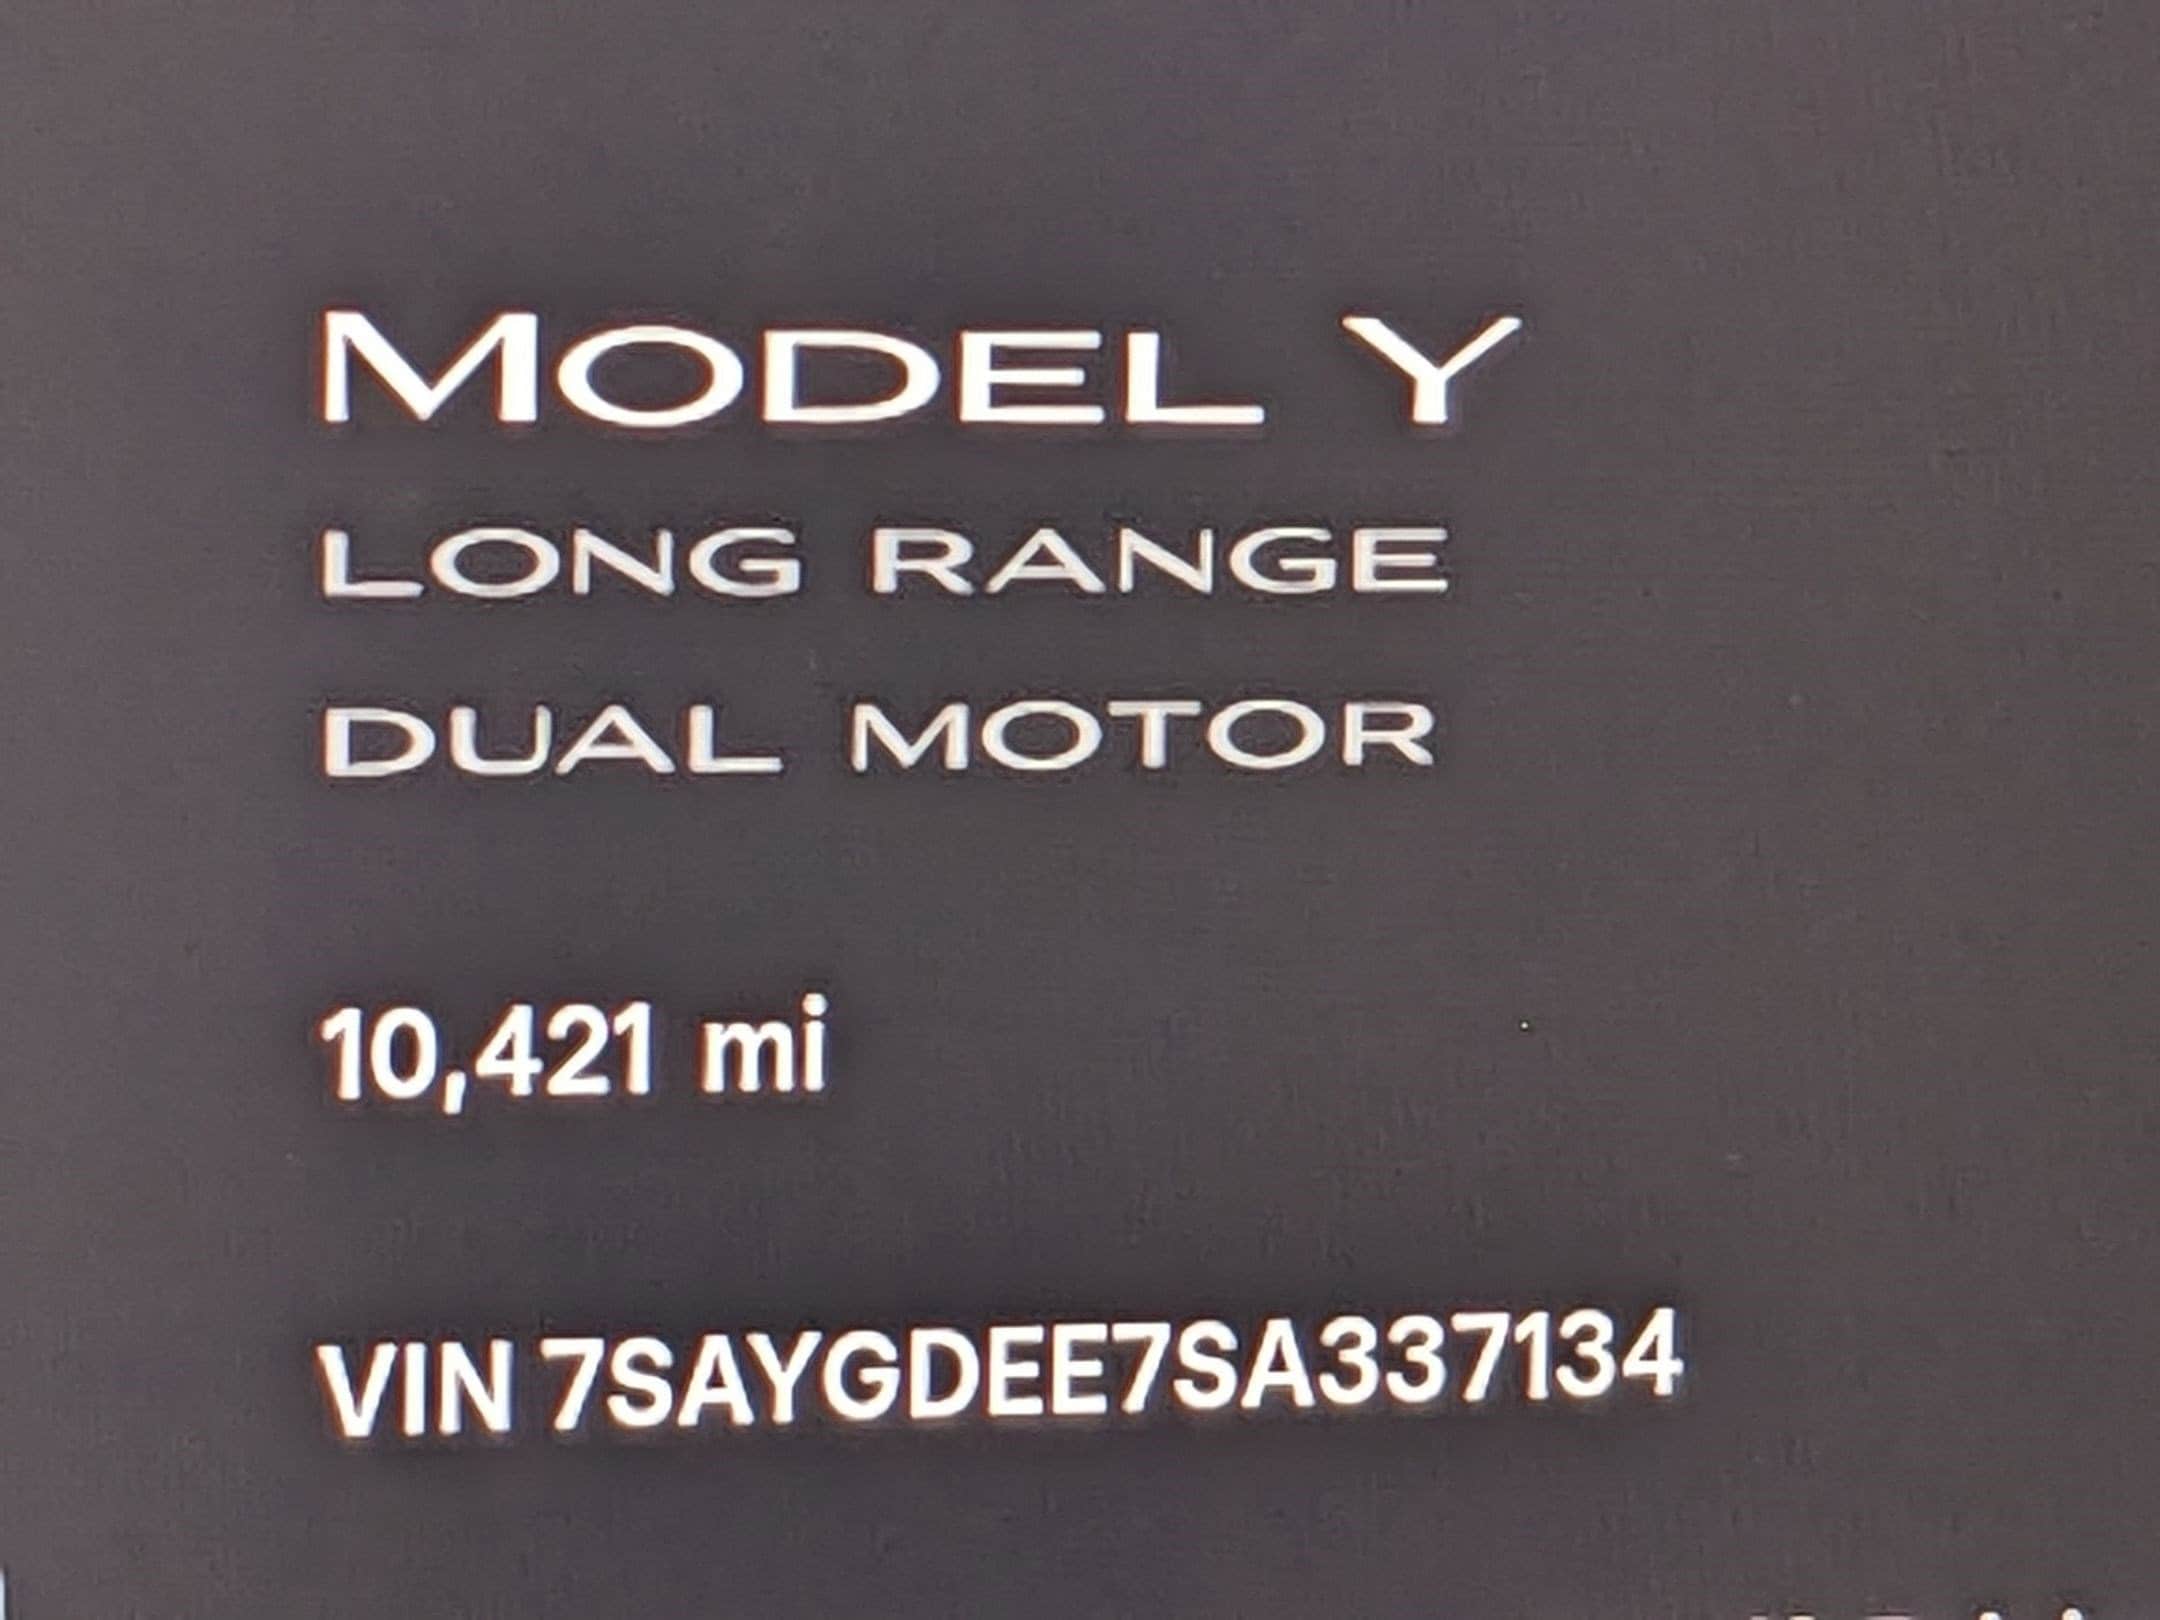 MODEL Y
LONG RANGE
DUAL MOTOR
10,421 mi
VIN 7SAYGDEE7SA337134